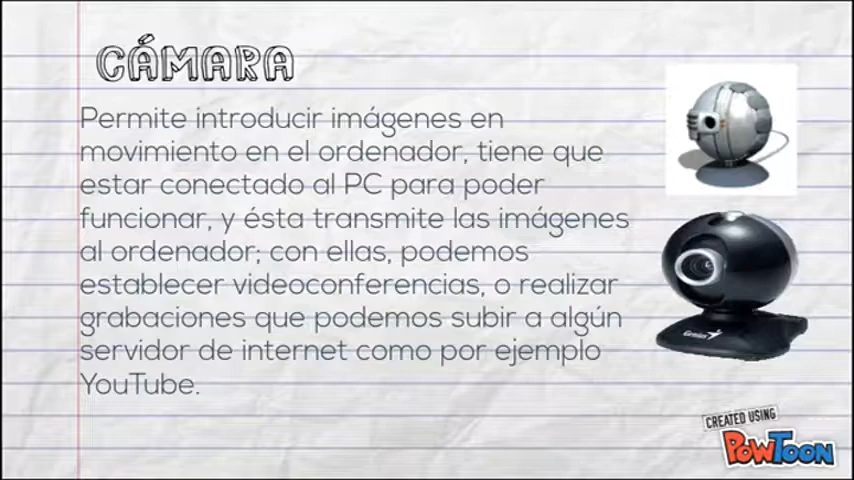 CÁMARA
Permite introducir imágenes en
movimiento en el ordenador, tiene que
estar conectado al PC para poder
funcionar, y ésta transmite las imágenes
al ordenador; con ellas, podemos
establecer videoconferencias, o realizar
grabaciones que podemos subir a algún
servidor de internet como por ejemplo
YouTube.
Genius
CREATED USING
POWTOON